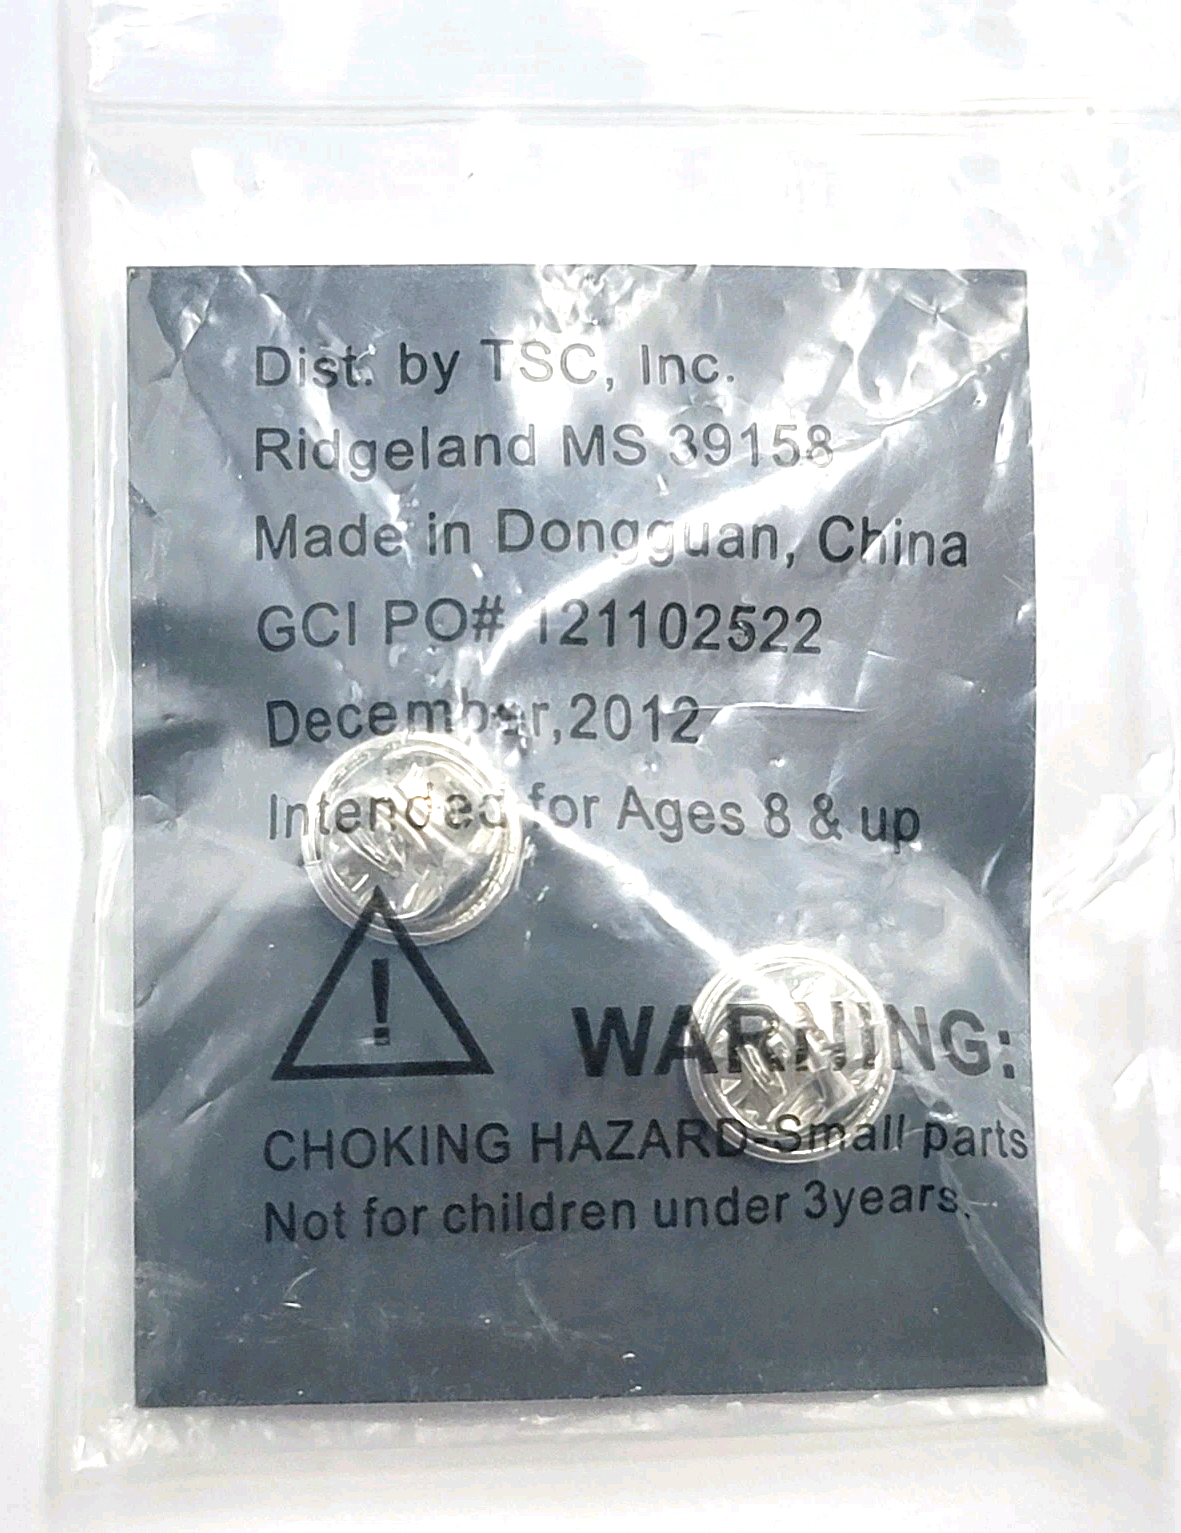 Dist. by TSC, Inc.
Ridgeland MS 39158
Made in Dongguan, China
GCI PO# 121102522
December,2012
Intended for Ages 8 & up
!
WARNING:
CHOKING HAZARD-Small parts
Not for children under 3years.